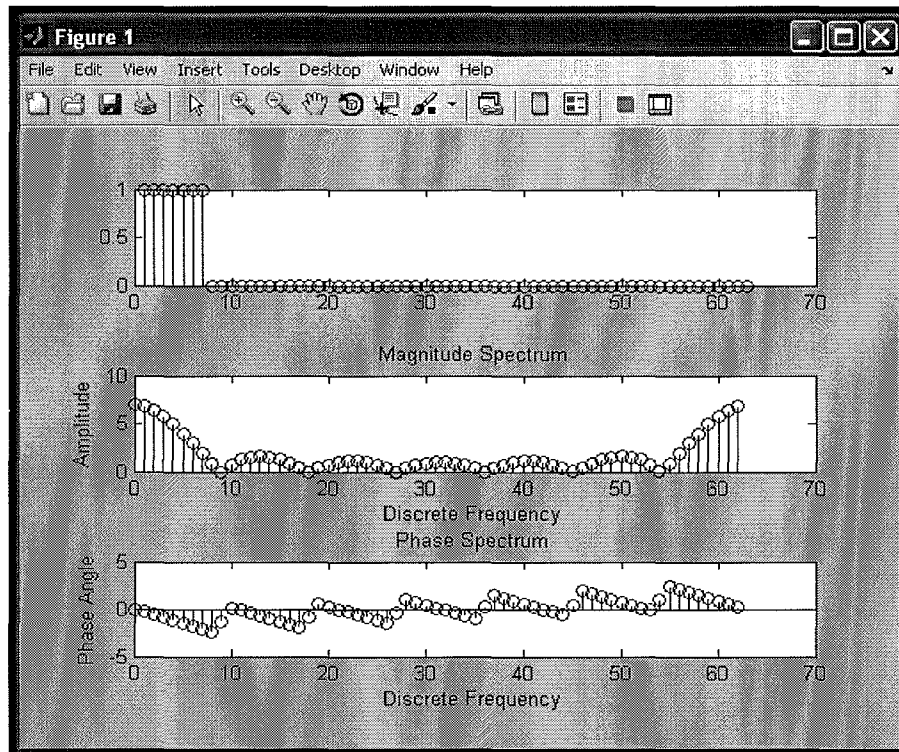 Figure 1
File Edit View Insert Tools Desktop Window Help
1
0.5
0
0 10 20 30 40 50 60 70
Magnitude Spectrum
10
5
0
Amplitude
0 10 20 30 40 50 60 70
Discrete Frequency
Phase Spectrum
5
0
-5
Phase Angle
0 10 20 30 40 50 60 70
Discrete Frequency